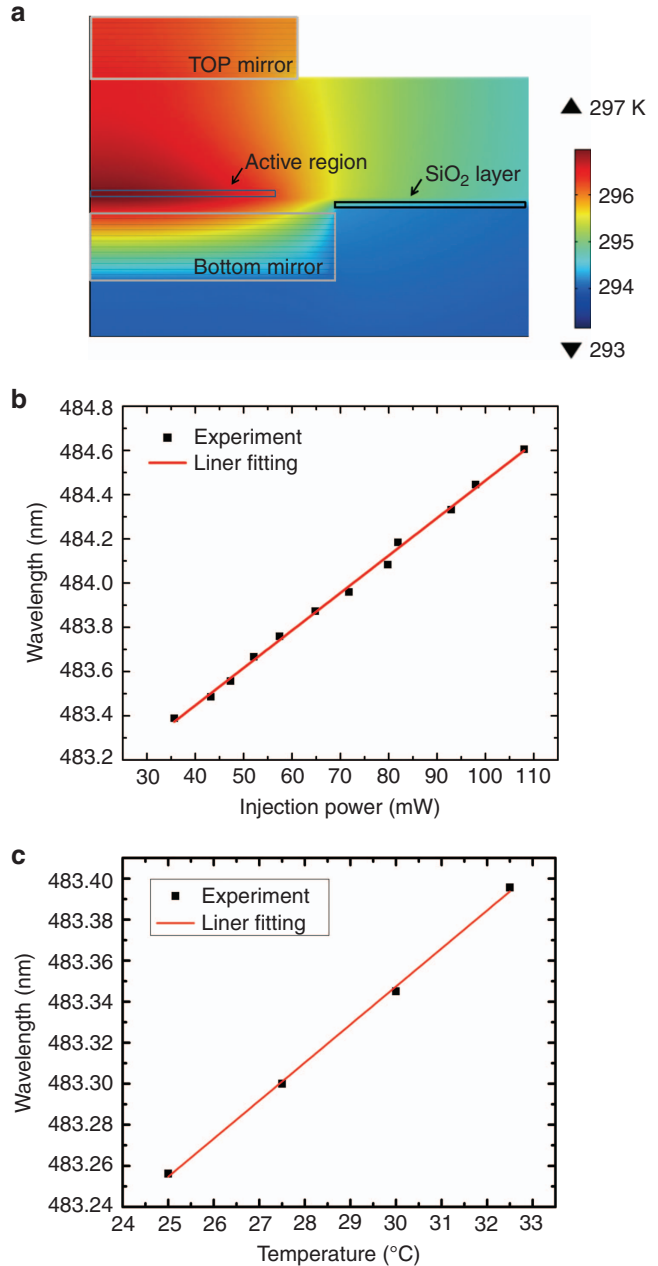 a
TOP mirror
Active region
SiO₂ layer
Bottom mirror
297 K
296
295
294
293
b
484.8
484.6
484.4
484.2
484.0
483.8
483.6
483.4
483.2
Wavelength (nm)
Experiment
Liner fitting
30 40 50 60 70 80 90 100 110
Injection power (mW)
c
483.40
483.38
483.36
483.34
483.32
483.30
483.28
483.26
483.24
Wavelength (nm)
Experiment
Liner fitting
24 25 26 27 28 29 30 31 32 33
Temperature (°C)